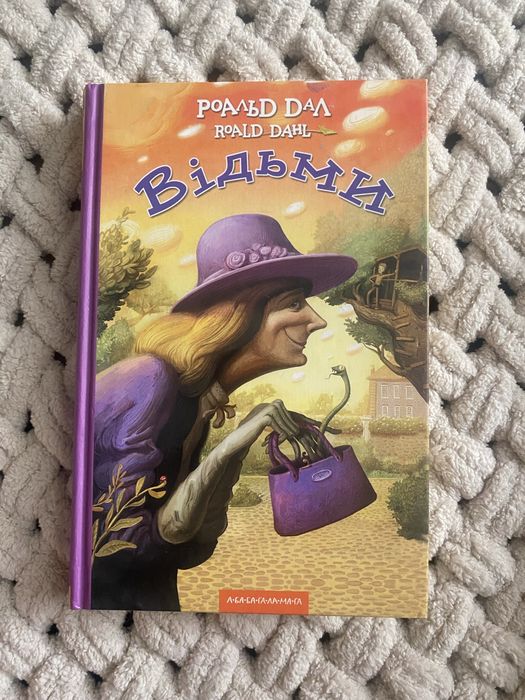 Роальд Дал
Roald Dahl
Відьми
А-БА-БА-ГА-ЛА-МА-ГА